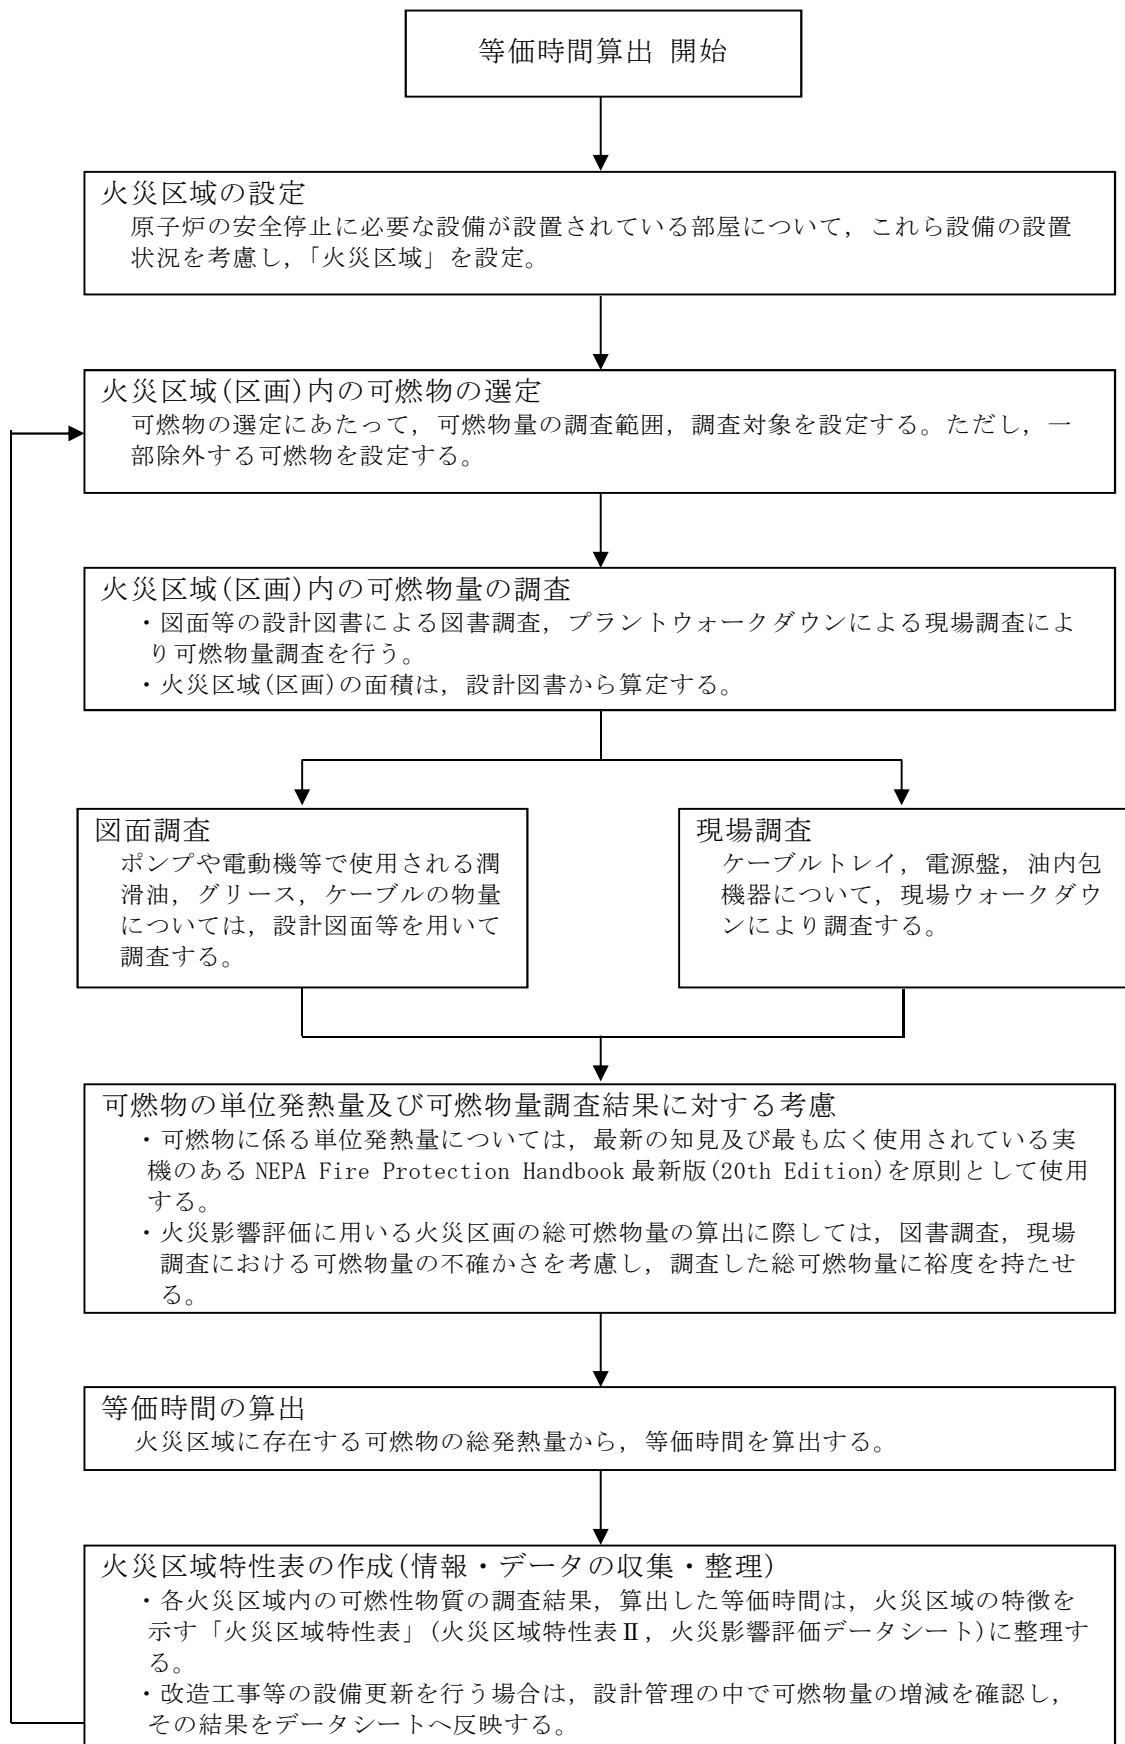 等価時間算出 開始
火災区域の設定
原子炉の安全停止に必要な設備が設置されている部屋について，これら設備の設置
状況を考慮し，「火災区域」を設定。
火災区域(区画)内の可燃物の選定
可燃物の選定にあたって，可燃物量の調査範囲，調査対象を設定する。ただし，一
部除外する可燃物を設定する。
火災区域(区画)内の可燃物量の調査
・図面等の設計図書による図書調査，プラントウォークダウンによる現場調査によ
り可燃物量調査を行う。
・火災区域(区画)の面積は，設計図書から算定する。
図面調査
ポンプや電動機等で使用される潤
滑油，グリース，ケーブルの物量
については，設計図面等を用いて
調査する。
現場調査
ケーブルトレイ，電源盤，油内包
機器について，現場ウォークダウ
ンにより調査する。
可燃物の単位発熱量及び可燃物量調査結果に対する考慮
・可燃物に係る単位発熱量については，最新の知見及び最も広く使用されている実
機のある NEPA Fire Protection Handbook 最新版(20th Edition)を原則として使用
する。
・火災影響評価に用いる火災区画の総可燃物量の算出に際しては，図書調査，現場
調査における可燃物量の不確かさを考慮し，調査した総可燃物量に裕度を持たせ
る。
等価時間の算出
火災区域に存在する可燃物の総発熱量から，等価時間を算出する。
火災区域特性表の作成(情報・データの収集・整理)
・各火災区域内の可燃性物質の調査結果，算出した等価時間は，火災区域の特徴を
示す「火災区域特性表」(火災区域特性表Ⅱ，火災影響評価データシート)に整理す
る。
・改造工事等の設備更新を行う場合は，設計管理の中で可燃物量の増減を確認し，
その結果をデータシートへ反映する。